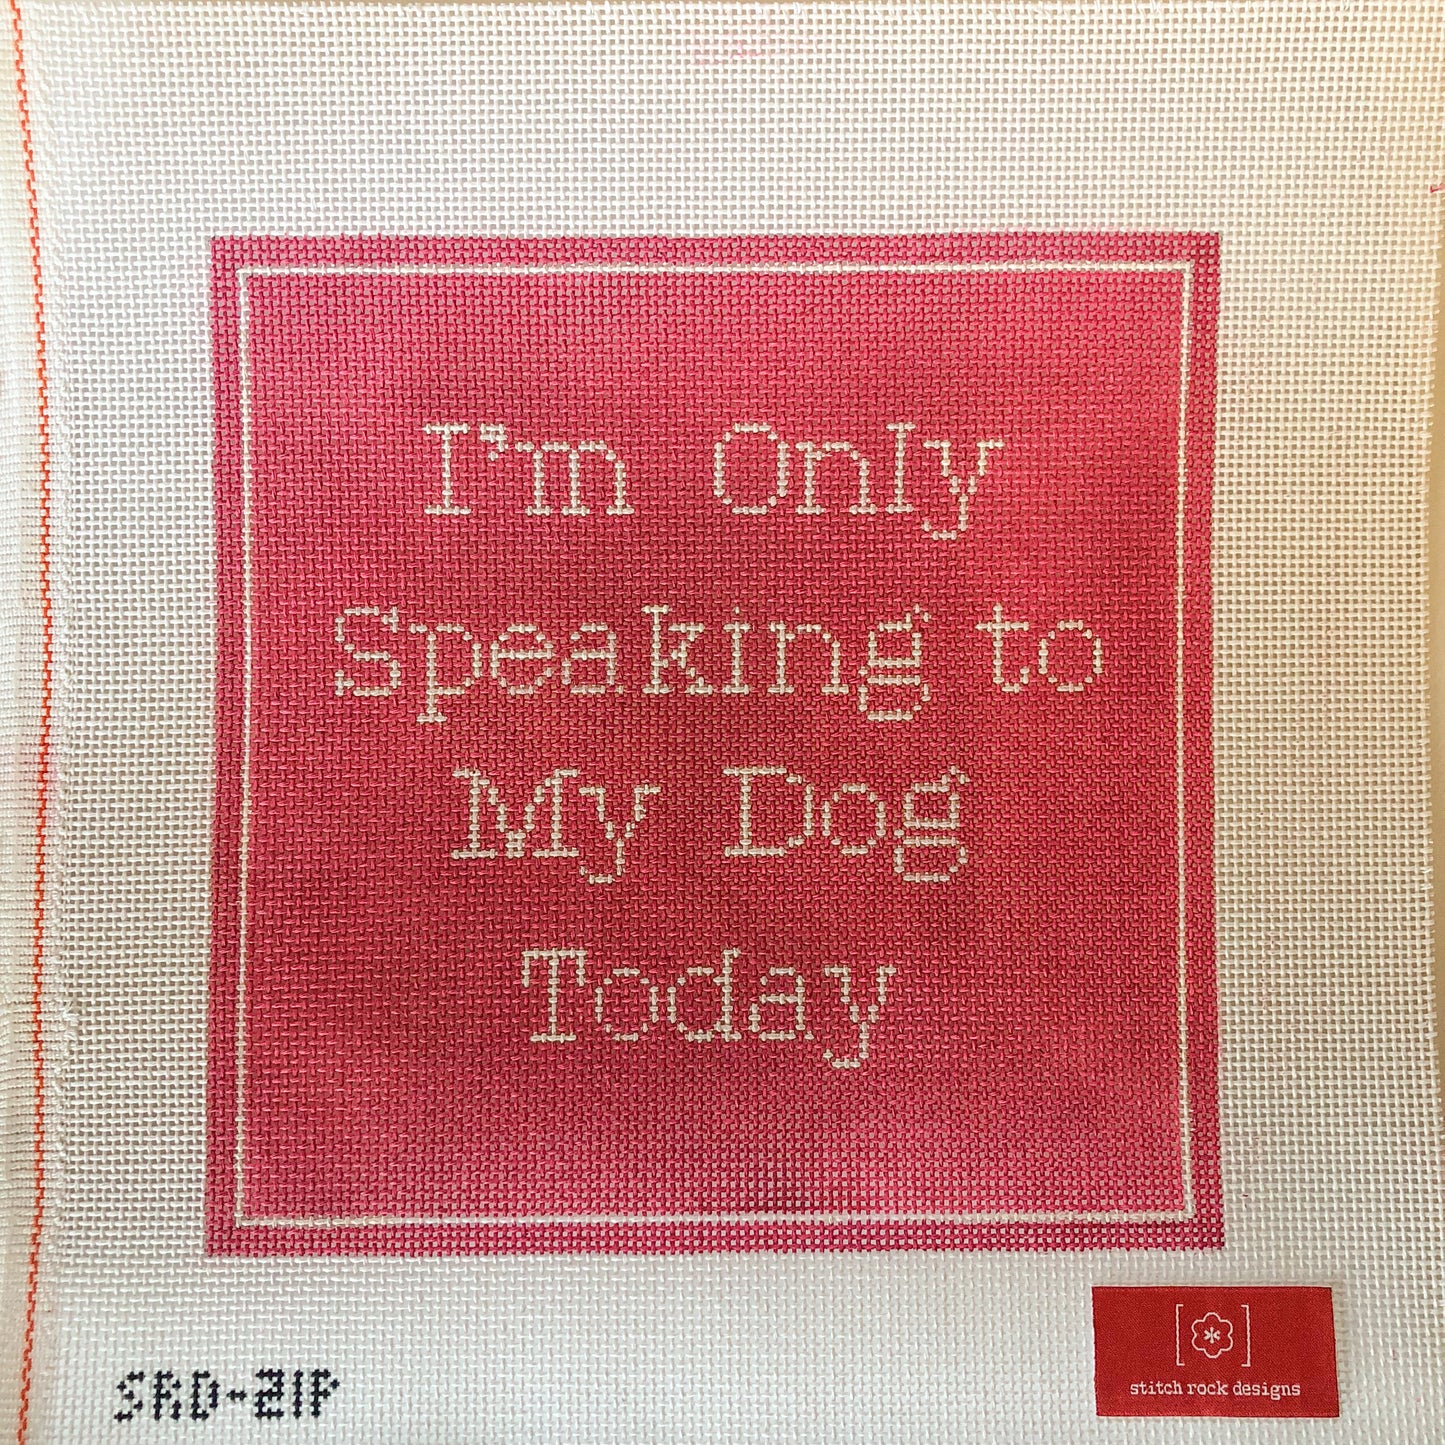 I'm Only
Speaking to
My Dog
Today
SRD-21P
stitch rock designs